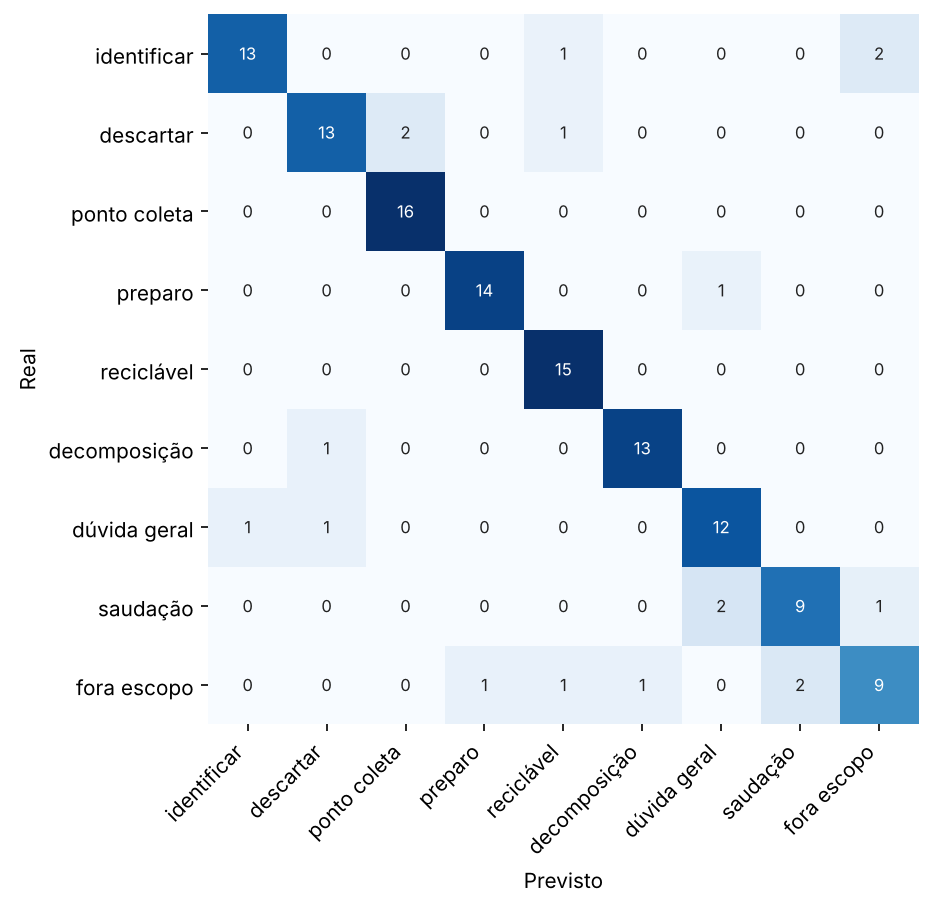 identificar 13 0 0 0 1 0 0 0 2
descartar 0 13 2 0 1 0 0 0 0
ponto coleta 0 0 16 0 0 0 0 0 0
preparo 0 0 0 14 0 0 1 0 0
reciclável 0 0 0 0 15 0 0 0 0
decomposição 0 1 0 0 0 13 0 0 0
dúvida geral 1 1 0 0 0 0 12 0 0
saudação 0 0 0 0 0 0 2 9 1
fora escopo 0 0 0 1 1 1 0 2 9
Real
identificar
descartar
ponto coleta
preparo
reciclável
decomposição
dúvida geral
saudação
fora escopo
Previsto